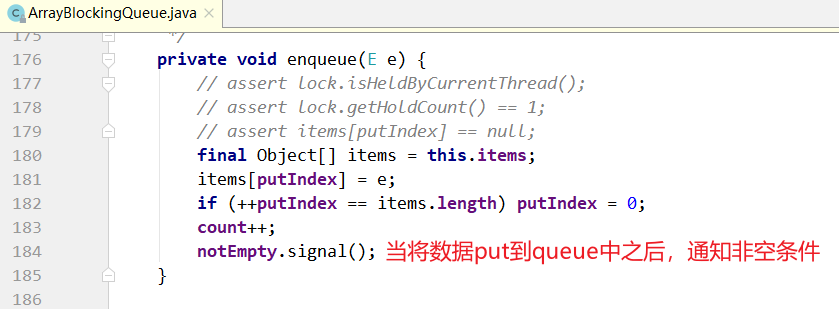 ArrayBlockingQueue.java
175 */
176 private void enqueue(E e) {
177 // assert lock.isHeldByCurrentThread();
178 // assert lock.getHoldCount() == 1;
179 // assert items[putIndex] == null;
180 final Object[] items = this.items;
181 items[putIndex] = e;
182 if (++putIndex == items.length) putIndex = 0;
183 count++;
184 notEmpty.signal(); 当将数据put到queue中之后，通知非空条件
185 }
186